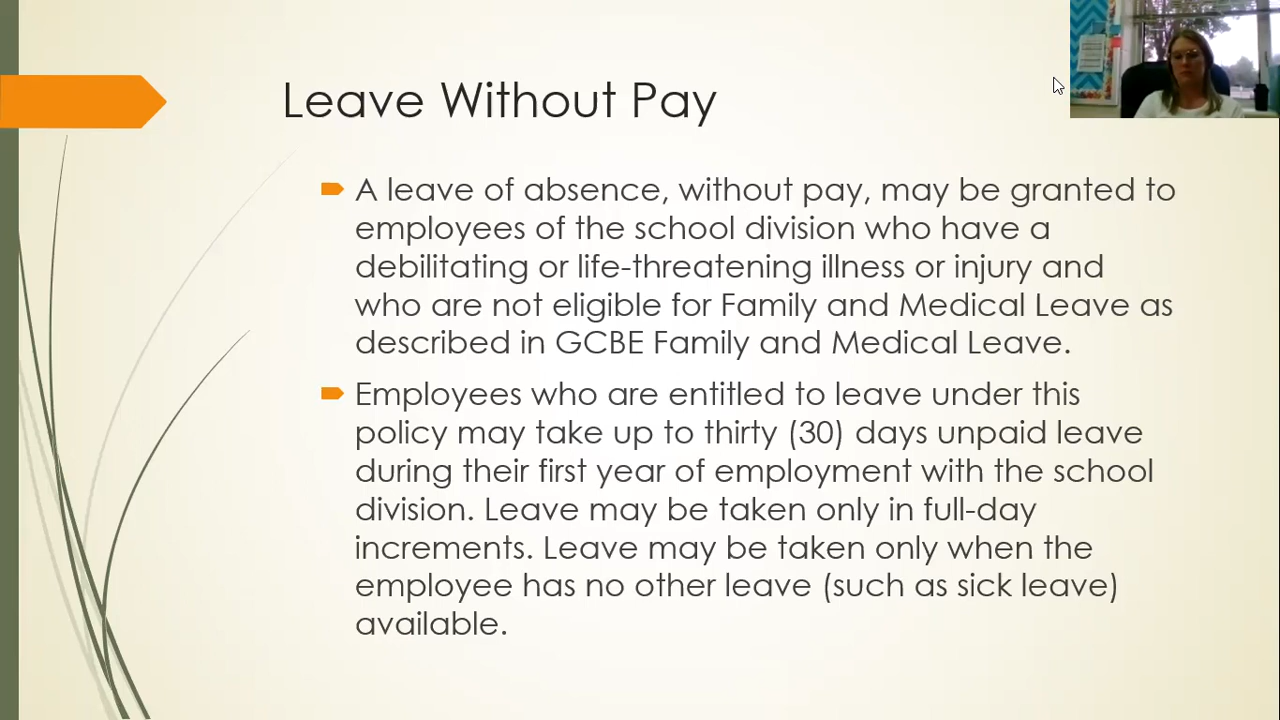 Leave Without Pay
A leave of absence, without pay, may be granted to
employees of the school division who have a
debilitating or life-threatening illness or injury and
who are not eligible for Family and Medical Leave as
described in GCBE Family and Medical Leave.
Employees who are entitled to leave under this
policy may take up to thirty (30) days unpaid leave
during their first year of employment with the school
division. Leave may be taken only in full-day
increments. Leave may be taken only when the
employee has no other leave (such as sick leave)
available.